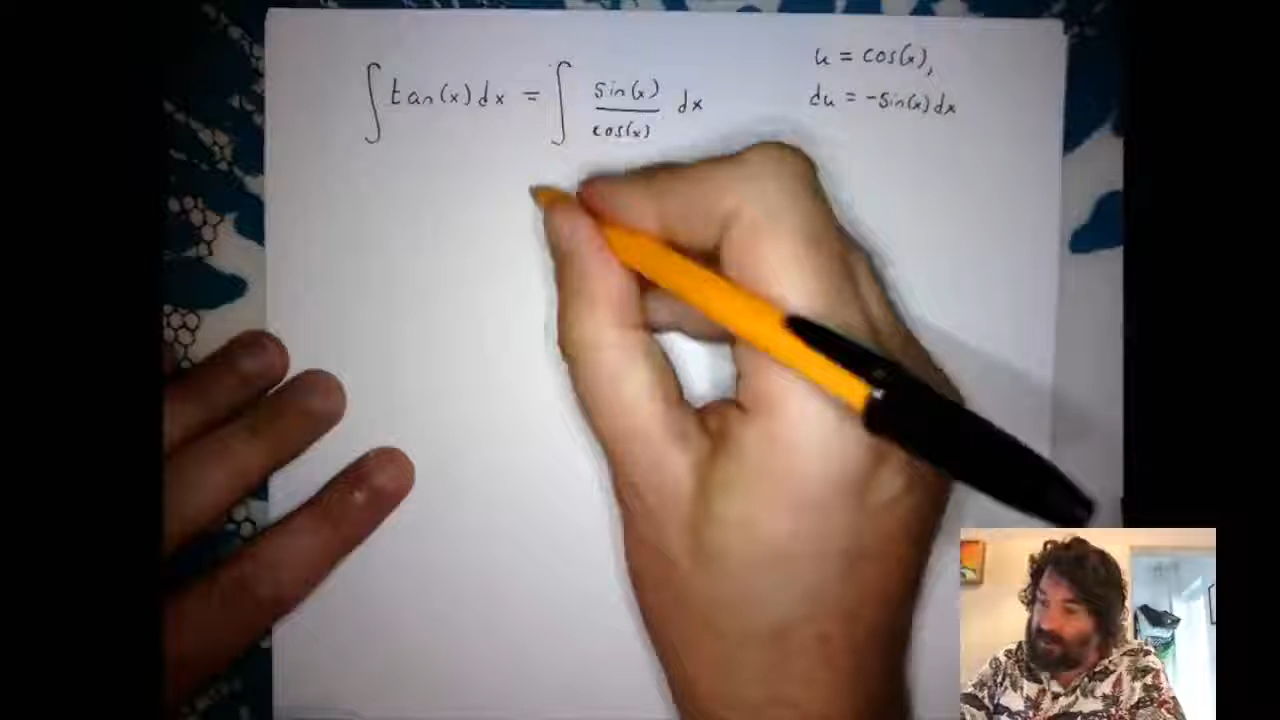 ∫ tan(x) dx = ∫ sin(x)/cos(x) dx
u = cos(x),
du = -sin(x) dx